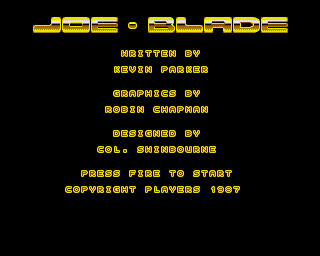 JOE·BLADE
WRITTEN BY
KEVIN PARKER
GRAPHICS BY
ROBIN CHAPMAN
DESIGNED BY
COL. SWINBOURNE
PRESS FIRE TO START
COPYRIGHT PLAYERS 1987